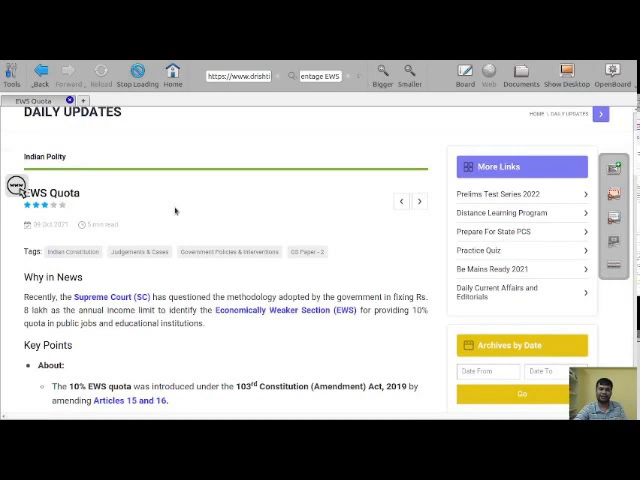 Tools Back Forward Reload Stop Loading Home https://www.drishti entage EWS Bigger Smaller Board Web Documents Show Desktop OpenBoard
EWS Quota
DAILY UPDATES
HOME \ DAILY UPDATES
Indian Polity
EWS Quota
09 Oct 2021 5 min read
Tags: Indian Constitution Judgements & Cases Government Policies & Interventions GS Paper - 2
Why in News
Recently, the Supreme Court (SC) has questioned the methodology adopted by the government in fixing Rs.
8 lakh as the annual income limit to identify the Economically Weaker Section (EWS) for providing 10%
quota in public jobs and educational institutions.
Key Points
About:
The 10% EWS quota was introduced under the 103rd Constitution (Amendment) Act, 2019 by
amending Articles 15 and 16.
More Links
Prelims Test Series 2022
Distance Learning Program
Prepare For State PCS
Practice Quiz
Be Mains Ready 2021
Daily Current Affairs and
Editorials
Archives by Date
Date From Date To
Go